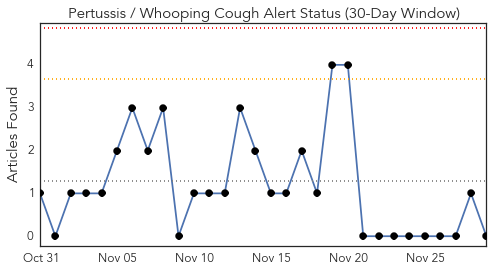 Pertussis / Whooping Cough Alert Status (30-Day Window)
Articles Found
4
3
2
1
0
Oct 31 Nov 05 Nov 10 Nov 15 Nov 20 Nov 25